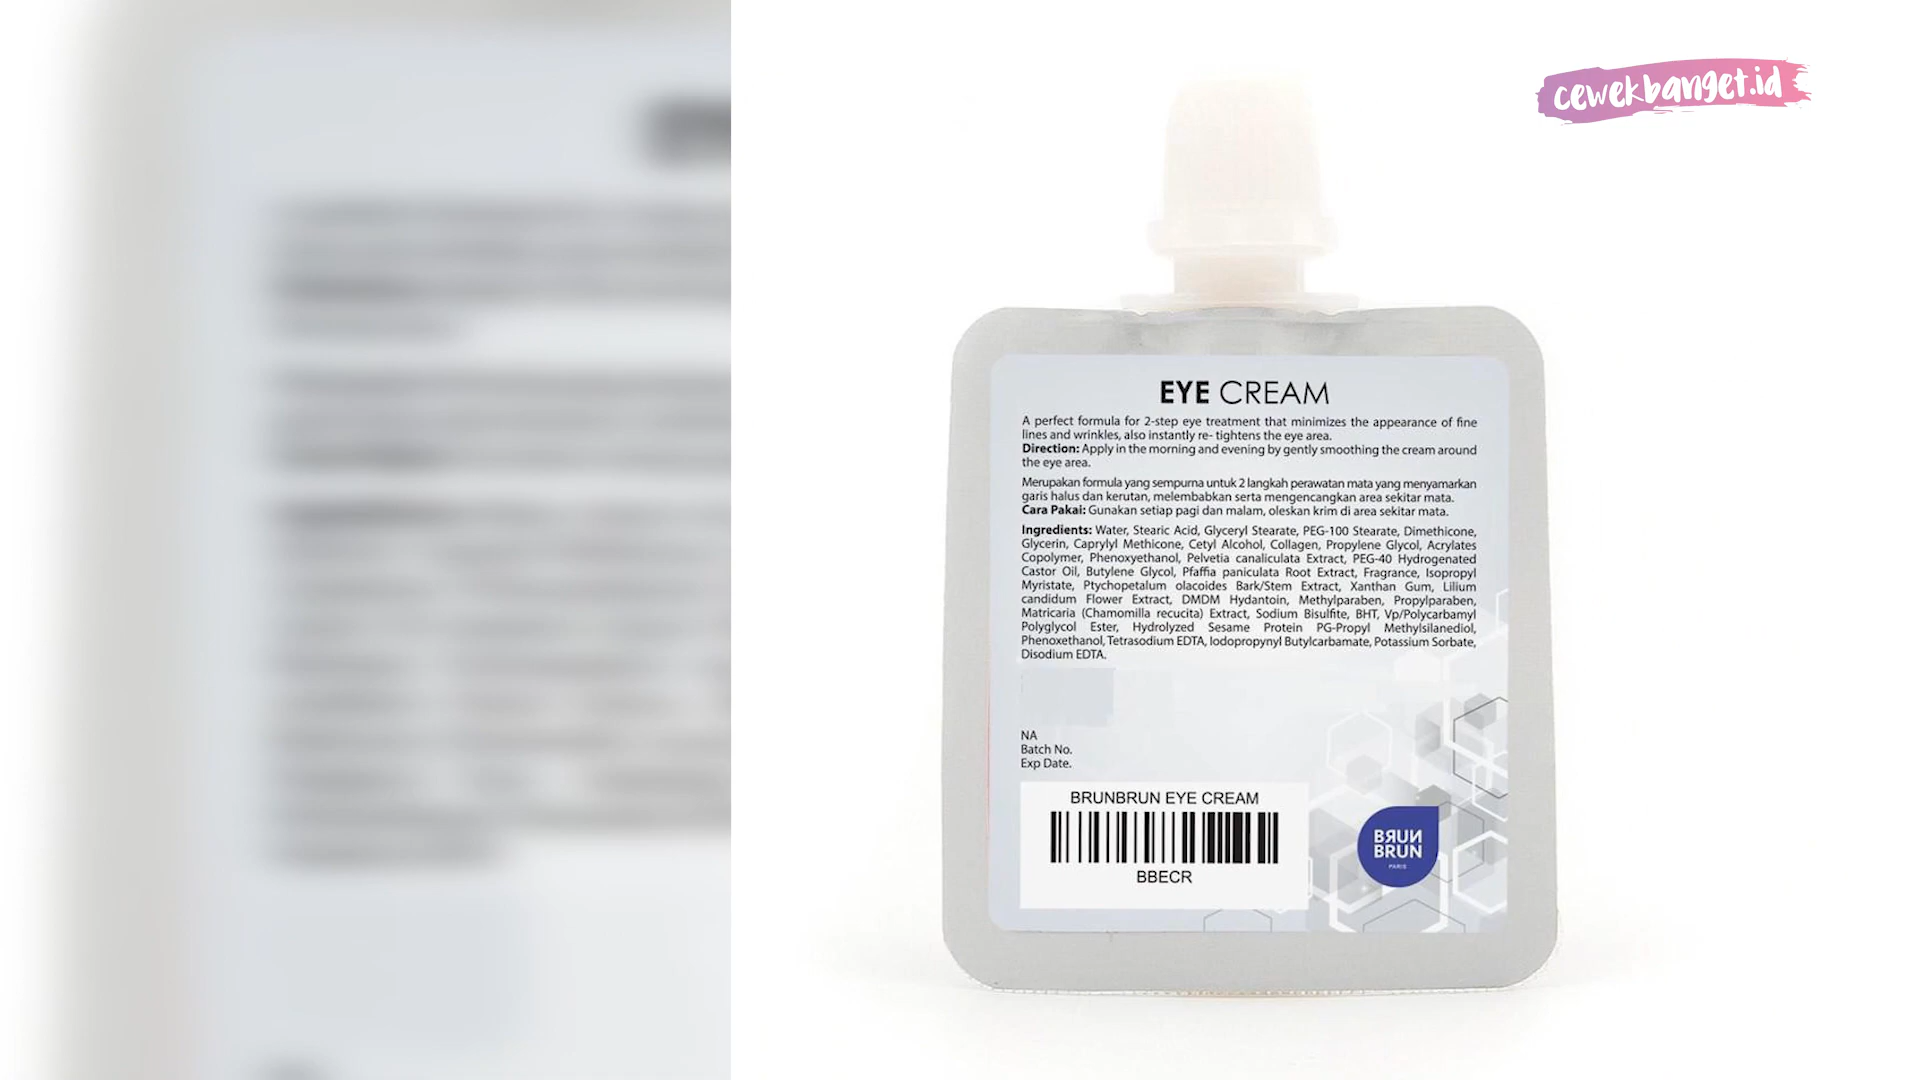 cewekbanget.id
EYE CREAM
A perfect formula for 2-step eye treatment that minimizes the appearance of fine
lines and wrinkles, also instantly re- tightens the eye area.
Direction: Apply in the morning and evening by gently smoothing the cream around
the eye area.
Merupakan formula yang sempurna untuk 2 langkah perawatan mata yang menyamarkan
garis halus dan kerutan, melembabkan serta mengencangkan area sekitar mata.
Cara Pakai: Gunakan setiap pagi dan malam, oleskan krim di area sekitar mata.
Ingredients: Water, Stearic Acid, Glyceryl Stearate, PEG-100 Stearate, Dimethicone,
Glycerin, Caprylyl Methicone, Cetyl Alcohol, Collagen, Propylene Glycol, Acrylates
Copolymer, Phenoxyethanol, Pelvetia canaliculata Extract, PEG-40 Hydrogenated
Castor Oil, Butylene Glycol, Pfaffia paniculata Root Extract, Fragrance, Isopropyl
Myristate, Ptychopetalum olacoides Bark/Stem Extract, Xanthan Gum, Lilium
candidum Flower Extract, DMDM Hydantoin, Methylparaben, Propylparaben,
Matricaria (Chamomilla recucita) Extract, Sodium Bisulfite, BHT, Vp/Polycarbamyl
Polyglycol Ester, Hydrolyzed Sesame Protein PG-Propyl Methylsilanediol,
Phenoxethanol, Tetrasodium EDTA, Iodopropynyl Butylcarbamate, Potassium Sorbate,
Disodium EDTA.
NA
Batch No.
Exp Date.
BRUNBRUN EYE CREAM
BBECR
BRUN
BRUN
PARIS